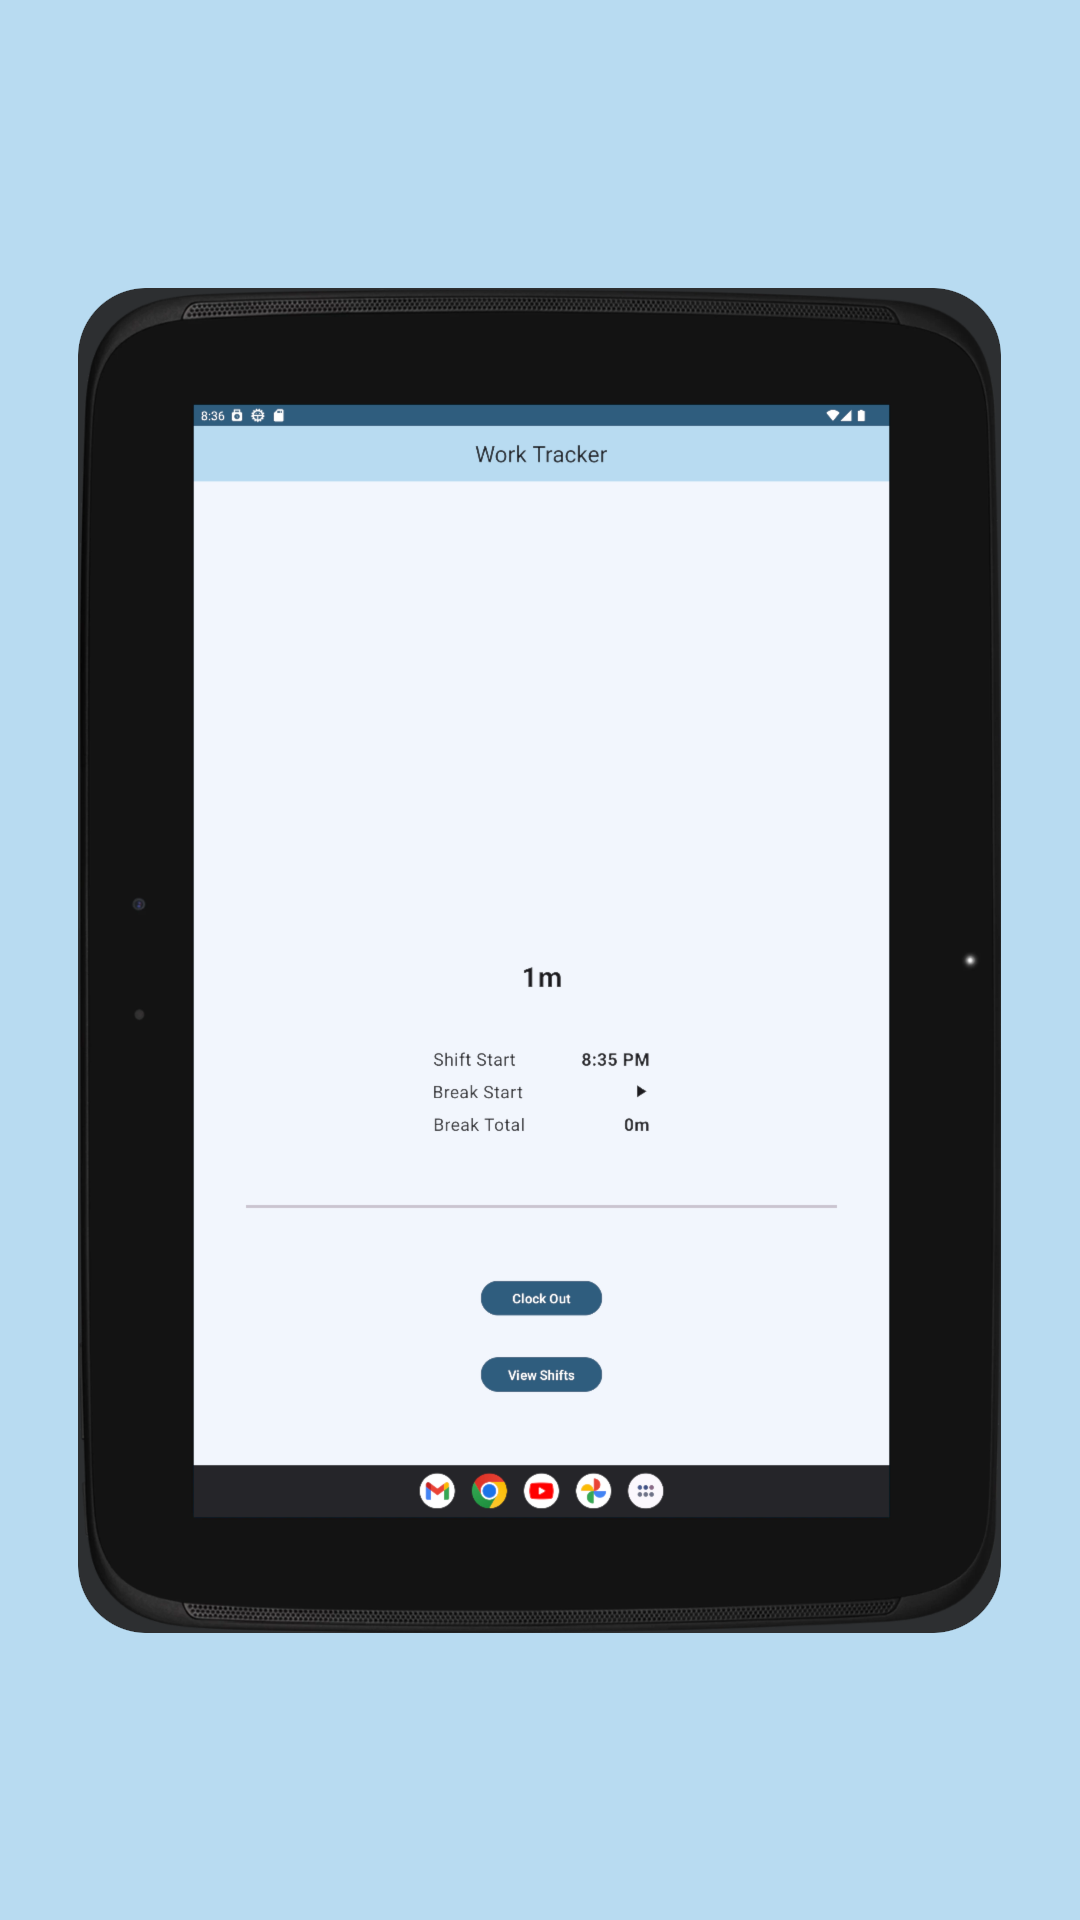 8:36
Work Tracker
1m
Shift Start 8:35 PM
Break Start
Break Total 0m
Clock Out
View Shifts